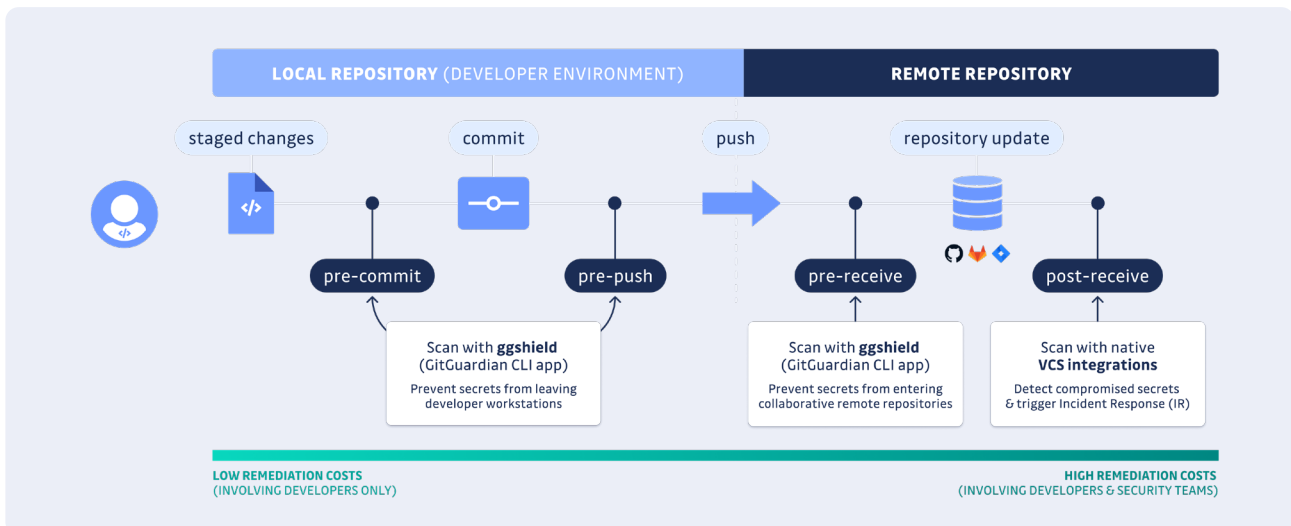 LOCAL REPOSITORY (DEVELOPER ENVIRONMENT)
REMOTE REPOSITORY
staged changes
commit
push
repository update
</>
</>
pre-commit
pre-push
pre-receive
post-receive
Scan with ggshield
(GitGuardian CLI app)
Prevent secrets from leaving
developer workstations
Scan with ggshield
(GitGuardian CLI app)
Prevent secrets from entering
collaborative remote repositories
Scan with native
VCS integrations
Detect compromised secrets
& trigger Incident Response (IR)
LOW REMEDIATION COSTS
(INVOLVING DEVELOPERS ONLY)
HIGH REMEDIATION COSTS
(INVOLVING DEVELOPERS & SECURITY TEAMS)